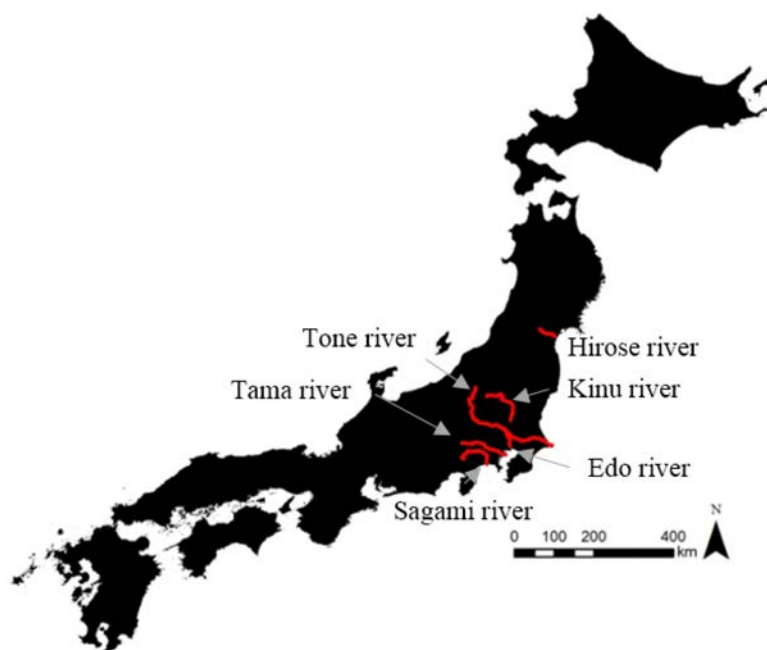 Tone river
Hirose river
Tama river
Kinu river
Edo river
Sagami river
N
0 100 200 400
km